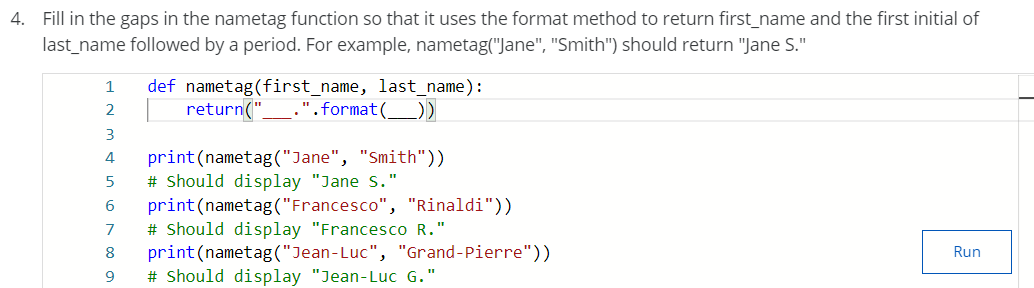 4. Fill in the gaps in the nametag function so that it uses the format method to return first_name and the first initial of
last_name followed by a period. For example, nametag("Jane", "Smith") should return "Jane S."
1 def nametag(first_name, last_name):
2     return("___.".format(___))
3
4 print(nametag("Jane", "Smith"))
5 # Should display "Jane S."
6 print(nametag("Francesco", "Rinaldi"))
7 # Should display "Francesco R."
8 print(nametag("Jean-Luc", "Grand-Pierre"))
Run
9 # Should display "Jean-Luc G."